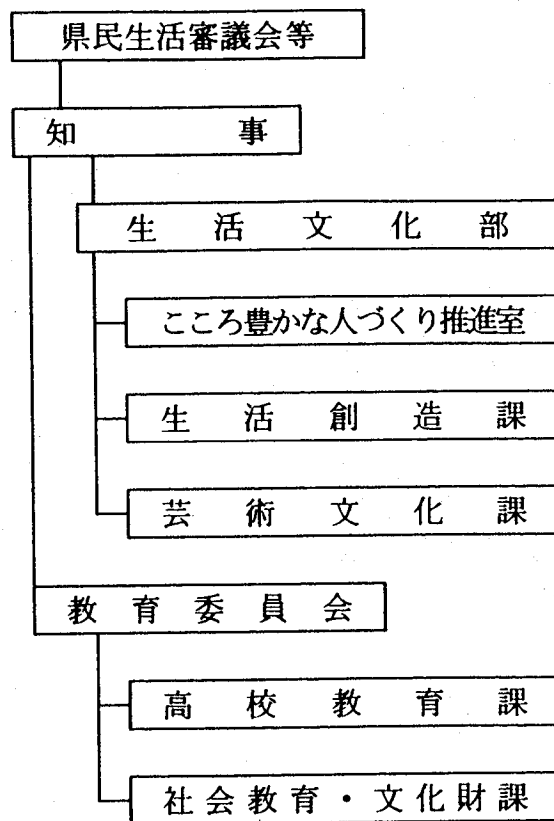 県民生活審議会等
知事
生活文化部
こころ豊かな人づくり推進室
生活創造課
芸術文化課
教育委員会
高校教育課
社会教育・文化財課